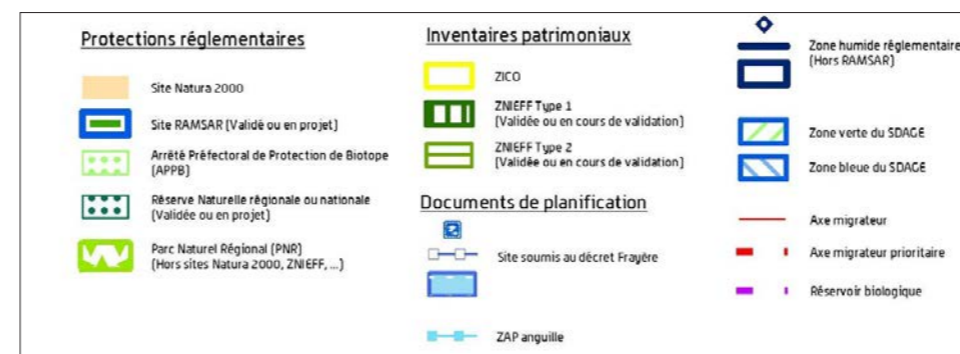 Protections réglementaires
Site Natura 2000
Site RAMSAR (Validé ou en projet)
Arrêté Préfectoral de Protection de Biotope
(APPB)
Réserve Naturelle régionale ou nationale
(Validée ou en projet)
Parc Naturel Régional (PNR)
(Hors sites Natura 2000, ZNIEFF, ...)
Inventaires patrimoniaux
ZICO
ZNIEFF Type 1
(Validée ou en cours de validation)
ZNIEFF Type 2
(Validée ou en cours de validation)
Documents de planification
Site soumis au décret Frayère
ZAP anguille
Zone humide réglementaire
(Hors RAMSAR)
Zone verte du SDAGE
Zone bleue du SDAGE
Axe migrateur
Axe migrateur prioritaire
Réservoir biologique